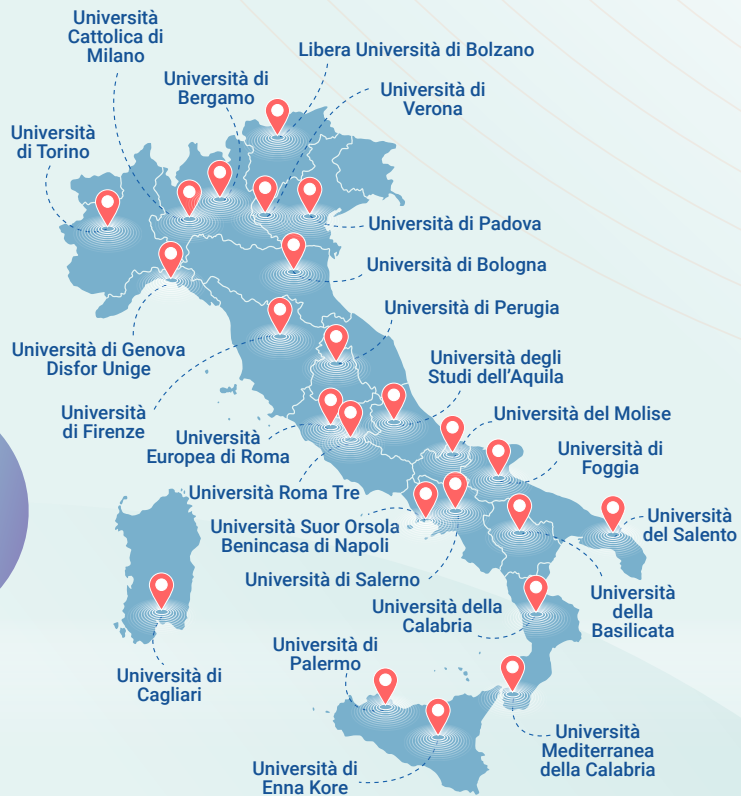 Università
Cattolica di
Milano
Libera Università di Bolzano
Università di
Bergamo
Università di
Verona
Università
di Torino
Università di Padova
Università di Bologna
Università di Perugia
Università di Genova
Disfor Unige
Università degli
Studi dell’Aquila
Università
di Firenze
Università
Europea di Roma
Università del Molise
Università di
Foggia
Università Roma Tre
Università Suor Orsola
Benincasa di Napoli
Università
del Salento
Università di Salerno
Università della
Calabria
Università
della
Basilicata
Università di
Palermo
Università di
Cagliari
Università
Mediterranea
della Calabria
Università di
Enna Kore